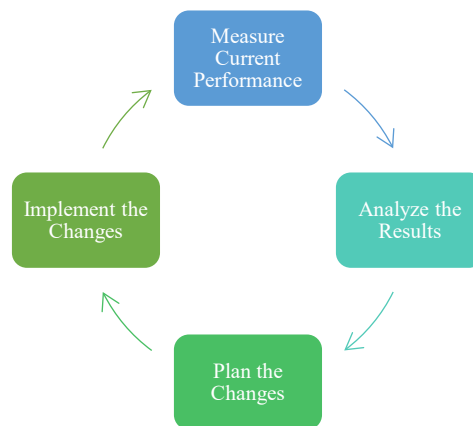 Measure
Current
Performance
Analyze the
Results
Plan the
Changes
Implement the
Changes